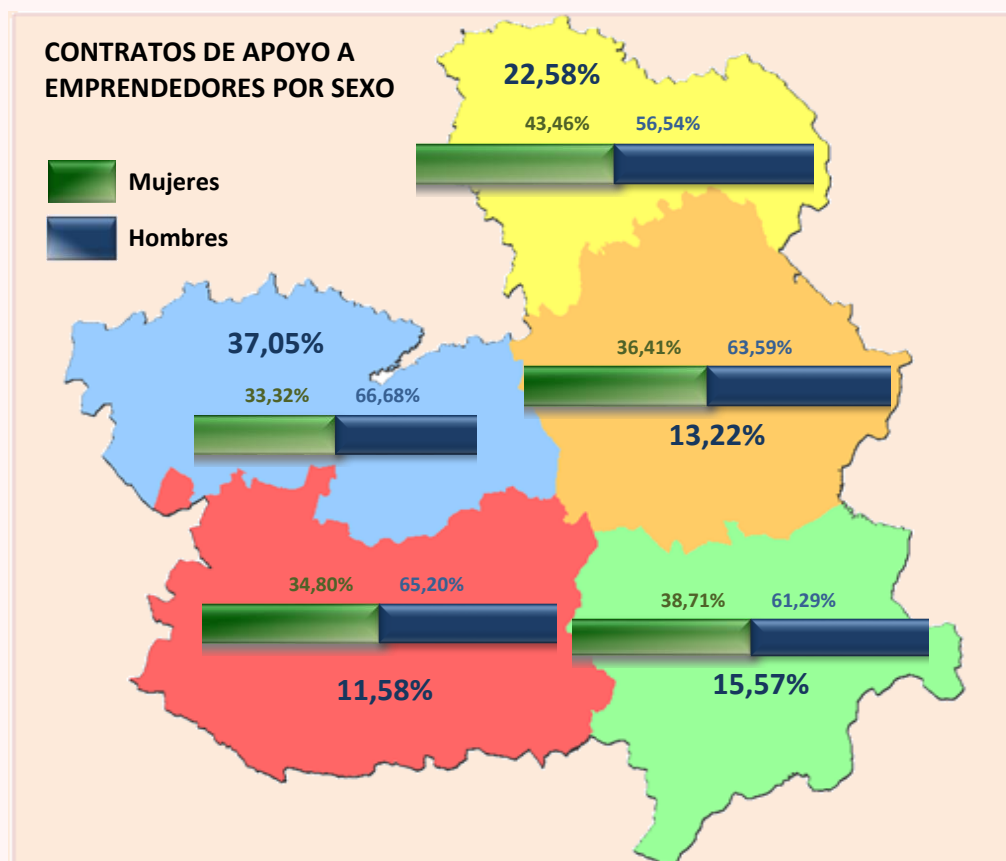 CONTRATOS DE APOYO A
EMPRENDEDORES POR SEXO
Mujeres
Hombres
22,58%
43,46% 56,54%
37,05%
33,32% 66,68%
36,41% 63,59%
13,22%
34,80% 65,20%
11,58%
38,71% 61,29%
15,57%